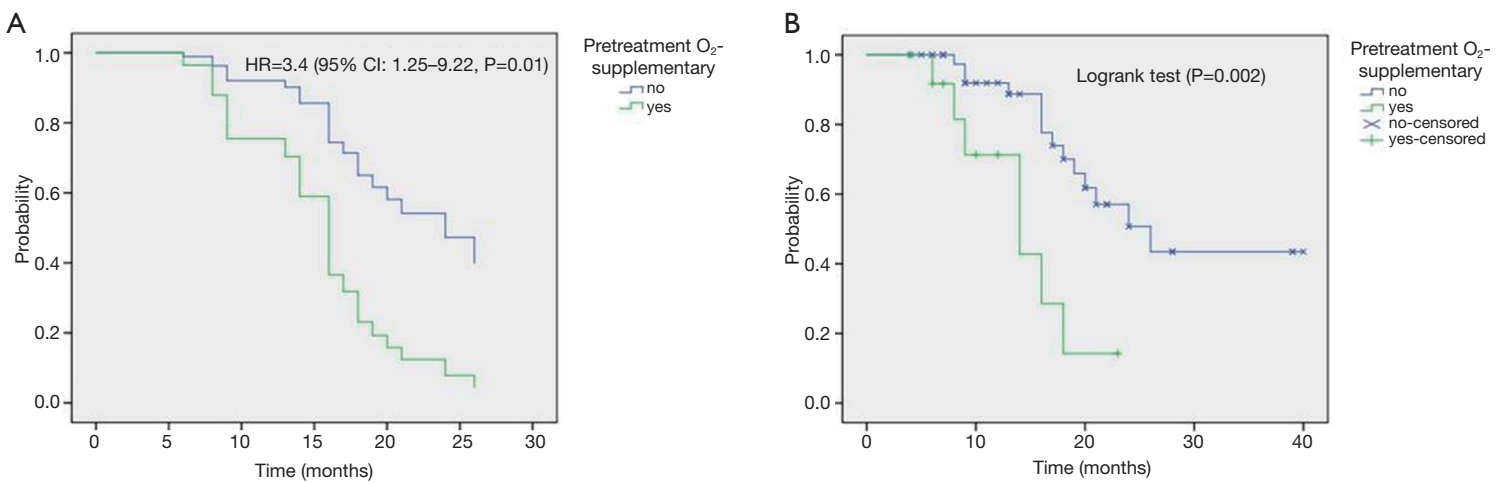 A
Probability
1.0
0.8
0.6
0.4
0.2
0.0
HR=3.4 (95% CI: 1.25–9.22, P=0.01)
0 5 10 15 20 25 30
Time (months)
Pretreatment O₂-
supplementary
no
yes
B
Probability
1.0
0.8
0.6
0.4
0.2
0.0
Logrank test (P=0.002)
0 10 20 30 40
Time (months)
Pretreatment O₂-
supplementary
no
yes
no-censored
yes-censored